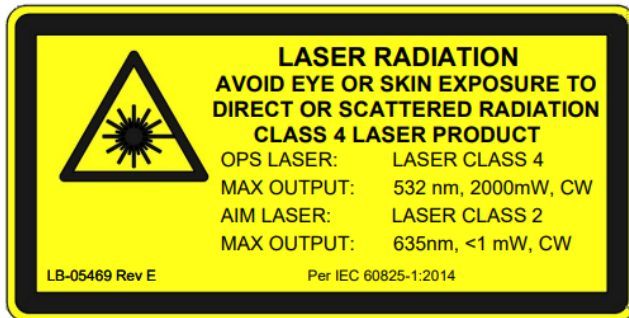 LASER RADIATION
AVOID EYE OR SKIN EXPOSURE TO
DIRECT OR SCATTERED RADIATION
CLASS 4 LASER PRODUCT
OPS LASER: LASER CLASS 4
MAX OUTPUT: 532 nm, 2000mW, CW
AIM LASER: LASER CLASS 2
MAX OUTPUT: 635nm, <1 mW, CW
LB-05469 Rev E Per IEC 60825-1:2014